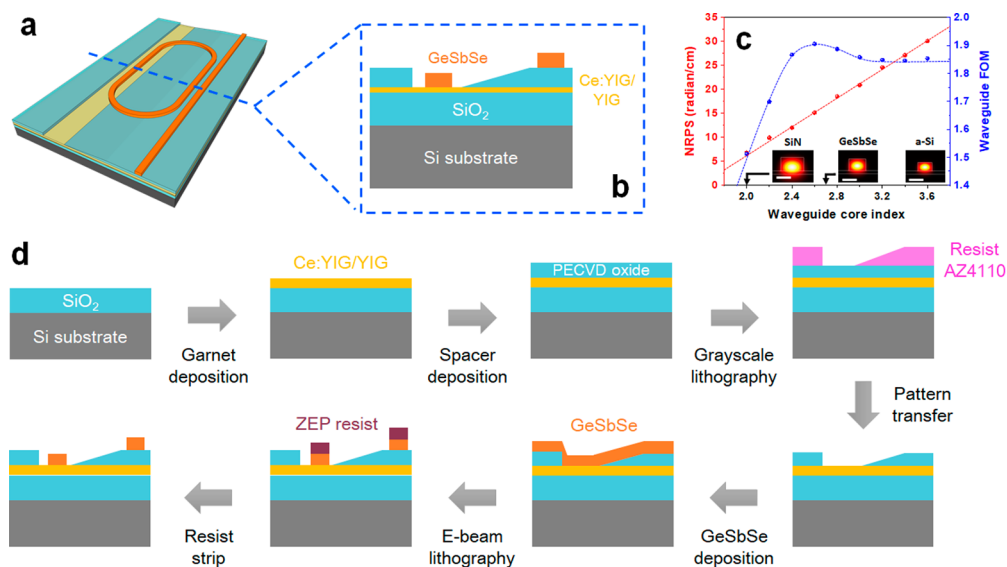 a
GeSbSe
Ce:YIG/
YIG
SiO2
Si substrate
b
c
NRPS (radian/cm)
35
30
25
20
15
10
5
0
SiN
GeSbSe
a-Si
2.0
2.4
2.8
3.2
3.6
Waveguide core index
2.0
1.9
1.8
1.7
1.6
1.5
1.4
Waveguide FOM
d
SiO2
Si substrate
Garnet
deposition
Ce:YIG/YIG
Spacer
deposition
PECVD oxide
Grayscale
lithography
Resist
AZ4110
Pattern
transfer
GeSbSe
deposition
GeSbSe
E-beam
lithography
ZEP resist
Resist
strip